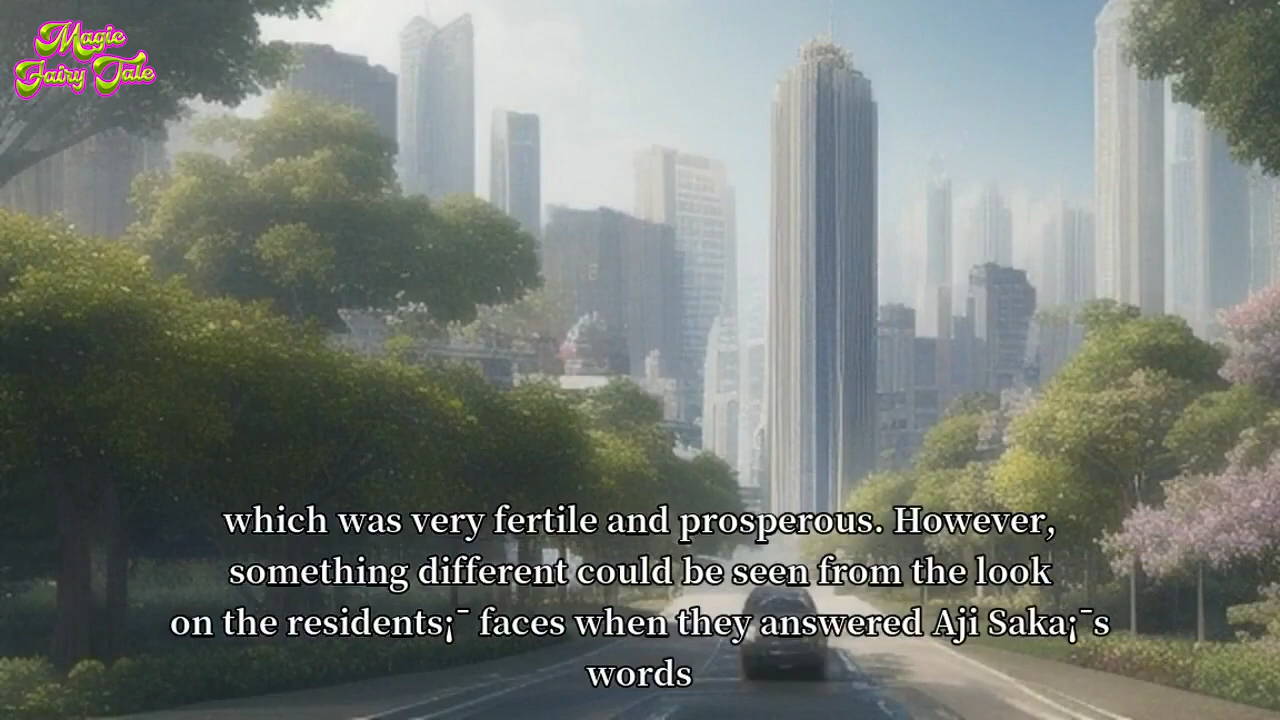 Magic
Fairy Tale
which was very fertile and prosperous. However,
something different could be seen from the look
on the residents¡¯ faces when they answered Aji Saka¡¯s
words